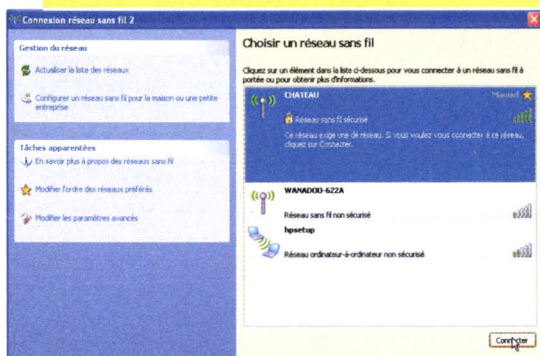 Connexion réseau sans fil 2
Gestion du réseau
Actualiser la liste des réseaux
Configurer un réseau sans fil pour la maison ou une petite
entreprise
Tâches apparentées
En savoir plus à propos des réseaux sans fil
Modifier l'ordre des réseaux préférés
Modifier les paramètres avancés
Choisir un réseau sans fil
Cliquez sur un élément dans la liste ci-dessous pour vous connecter à un réseau sans fil à
portée ou pour obtenir plus d'informations.
CHATEAU
Manuel
Réseau sans fil sécurisé
Ce réseau exige une de réseau. Si vous voulez vous connecter à ce réseau,
cliquez sur Connecter.
WANADOO-622A
Réseau sans fil non sécurisé
hpsetup
Réseau ordinateur-à-ordinateur non sécurisé
Connecter